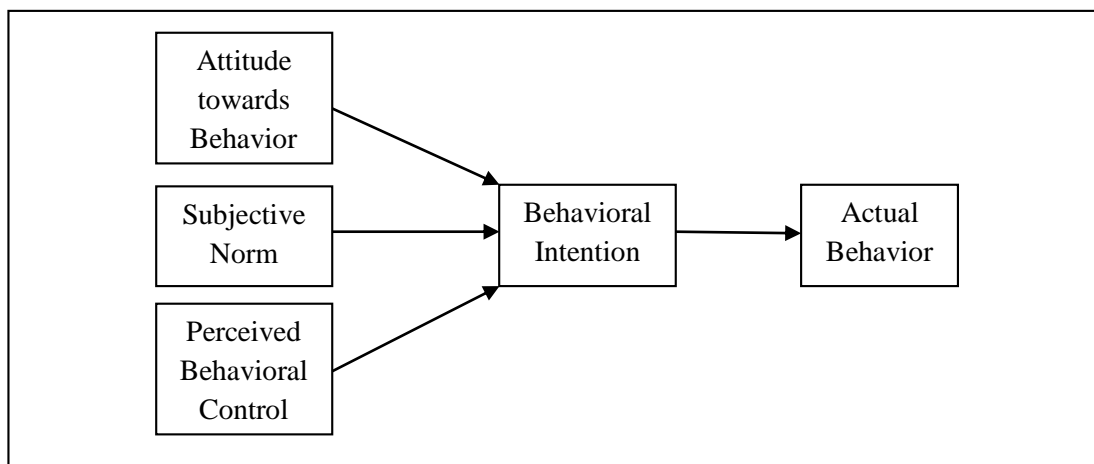 Attitude
towards
Behavior
Subjective
Norm
Perceived
Behavioral
Control
Behavioral
Intention
Actual
Behavior